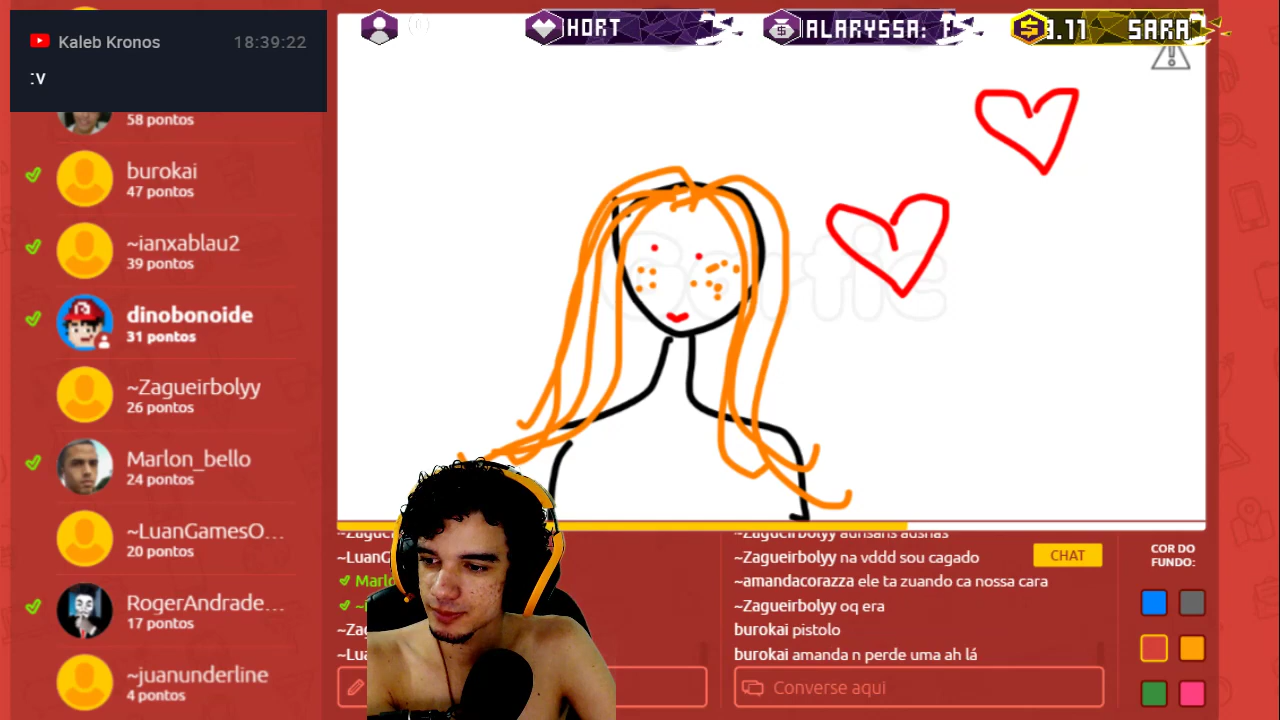 Kaleb Kronos 18:39:22
:v
HORT
ALARYSSA:
SARA
58 pontos
burokai
47 pontos
~ianxablau2
39 pontos
dinobonoide
31 pontos
~Zagueirbolyy
26 pontos
Marlon_bello
24 pontos
~LuanGamesO...
20 pontos
RogerAndrade...
17 pontos
~juanunderline
4 pontos
Gartic
~Zagueirbolyy na vddd sou cagado
~amandacorazza ele ta zuando ca nossa cara
~Zagueirbolyy oq era
burokai pistolo
burokai amanda n perde uma ah lá
CHAT
Converse aqui
COR DO
FUNDO: